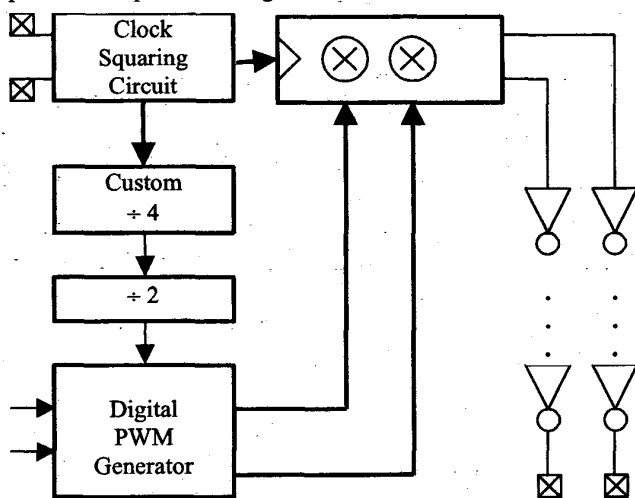 Clock
Squaring
Circuit
Custom
÷ 4
÷ 2
Digital
PWM
Generator